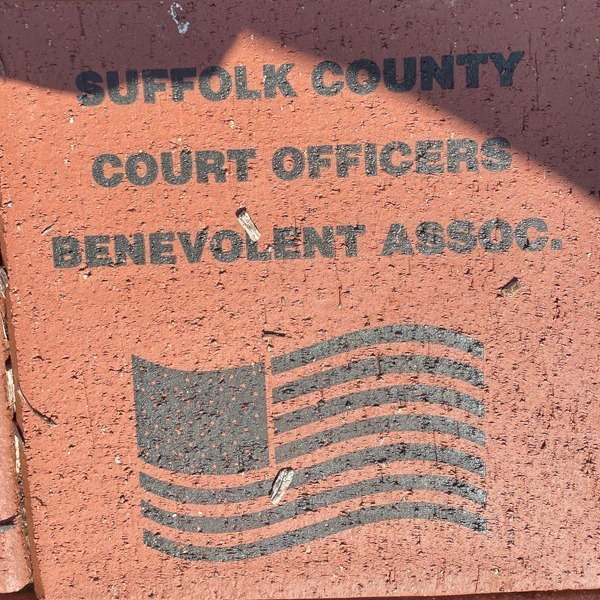 SUFFOLK COUNTY
COURT OFFICERS
BENEVOLENT ASSOC.